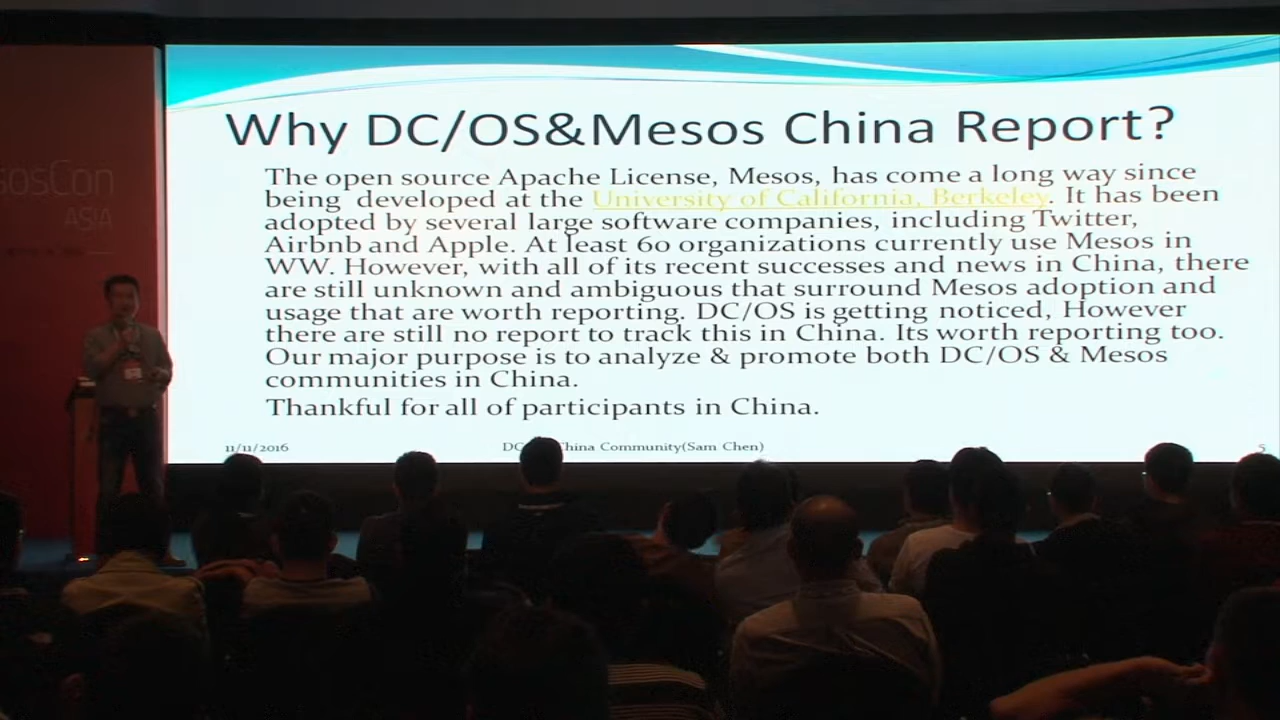 Why DC/OS&Mesos China Report?
The open source Apache License, Mesos, has come a long way since
being developed at the University of California, Berkeley. It has been
adopted by several large software companies, including Twitter,
Airbnb and Apple. At least 60 organizations currently use Mesos in
WW. However, with all of its recent successes and news in China, there
are still unknown and ambiguous that surround Mesos adoption and
usage that are worth reporting. DC/OS is getting noticed, However
there are still no report to track this in China. Its worth reporting too.
Our major purpose is to analyze & promote both DC/OS & Mesos
communities in China.
Thankful for all of participants in China.
11/11/2016
DC China Community(Sam Chen)
5
sosCon
ASIA